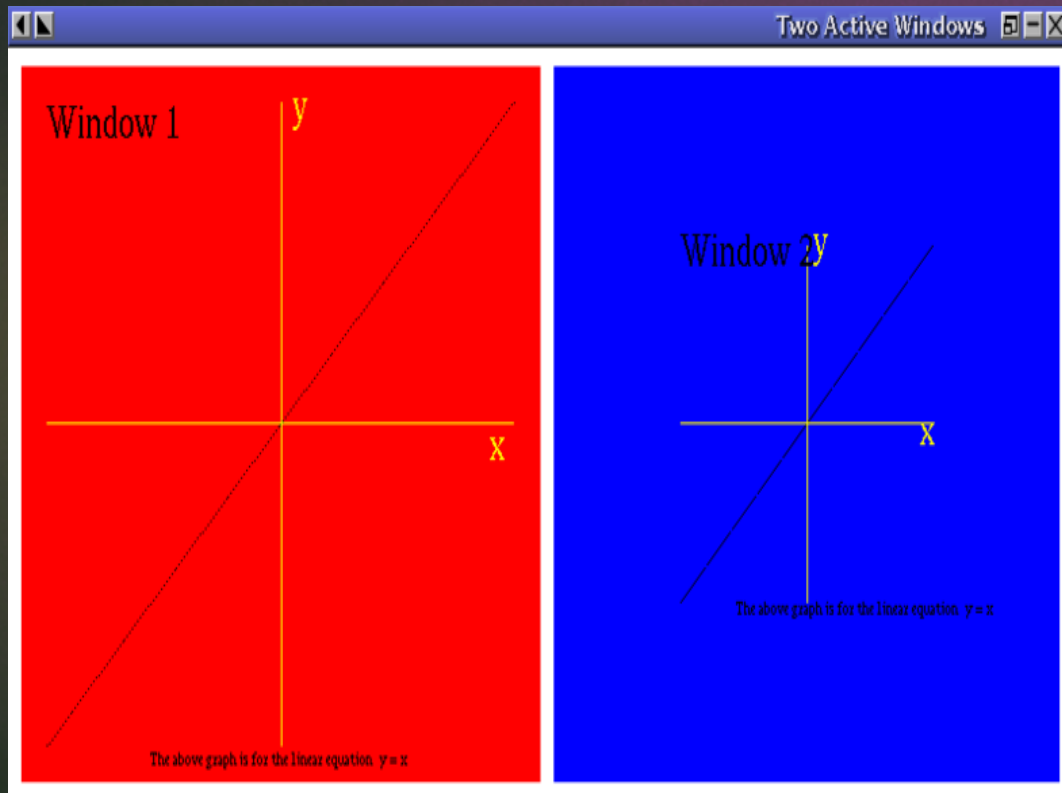 Two Active Windows
Window 1
y
x
The above graph is for the linear equation y = x
Window 2
y
x
The above graph is for the linear equation y = x